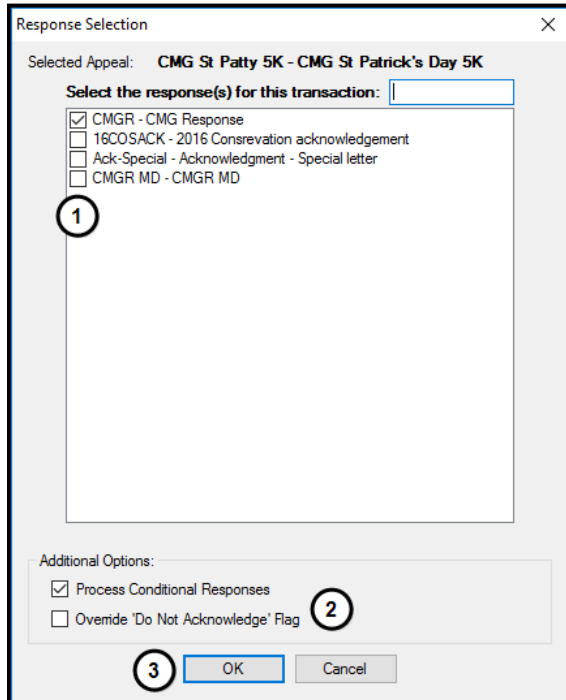 Response Selection
Selected Appeal: CMG St Patty 5K - CMG St Patrick's Day 5K
Select the response(s) for this transaction:
CMGR - CMG Response
16COSACK - 2016 Consrevation acknowledgement
Ack-Special - Acknowledgment - Special letter
CMGR MD - CMGR MD
1
Additional Options:
Process Conditional Responses
Override 'Do Not Acknowledge' Flag
2
3 OK Cancel